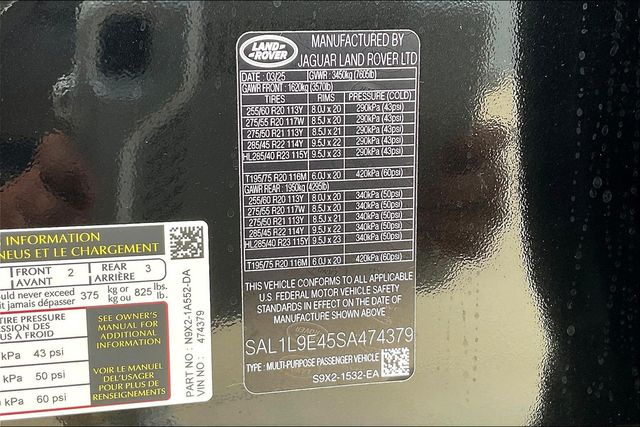 LAND ROVER
MANUFACTURED BY
JAGUAR LAND ROVER LTD
DATE : 03/25 GVWR : 3450kg (7605lb)
GAWR FRONT : 1620kg (3570lb)
TIRES RIMS PRESSURE (COLD)
255/60 R20 113Y 8.0J x 20 290kPa (43psi)
275/55 R20 117W 8.5J x 20 290kPa (43psi)
275/50 R21 113Y 8.5J x 21 290kPa (43psi)
285/45 R22 114Y 9.5J x 22 290kPa (43psi)
HL285/40 R23 115Y 9.5J x 23 290kPa (43psi)
T195/75 R20 116M 6.0J x 20 420kPa (60psi)
GAWR REAR : 1950kg (4295lb)
255/60 R20 113Y 8.0J x 20 340kPa (50psi)
275/55 R20 117W 8.5J x 20 340kPa (50psi)
275/50 R21 113Y 8.5J x 21 340kPa (50psi)
285/45 R22 114Y 9.5J x 22 340kPa (50psi)
HL285/40 R23 115Y 9.5J x 23 340kPa (50psi)
T195/75 R20 116M 6.0J x 20 420kPa (60psi)
THIS VEHICLE CONFORMS TO ALL APPLICABLE
U.S. FEDERAL MOTOR VEHICLE SAFETY
STANDARDS IN EFFECT ON THE DATE OF
MANUFACTURE SHOWN ABOVE
SAL1L9E45SA474379
TYPE : MULTI-PURPOSE PASSENGER VEHICLE
S9X2-1532-EA
INFORMATION
NEUS ET LE CHARGEMENT
FRONT 2 REAR 3
AVANT ARRIÈRE
ould never exceed 375 kg or 825 lbs.
jamais dépasser kg ou lb.
TIRE PRESSURE
SSION DES
US À FROID
kPa 43 psi
kPa 50 psi
kPa 60 psi
SEE OWNER'S
MANUAL FOR
ADDITIONAL
INFORMATION
VOIR LE MANUEL
DEL'USAGER
POUR PLUS DE
RENSEIGNEMENTS
PART NO : N9X2-1A552-DA
VIN NO : 474379